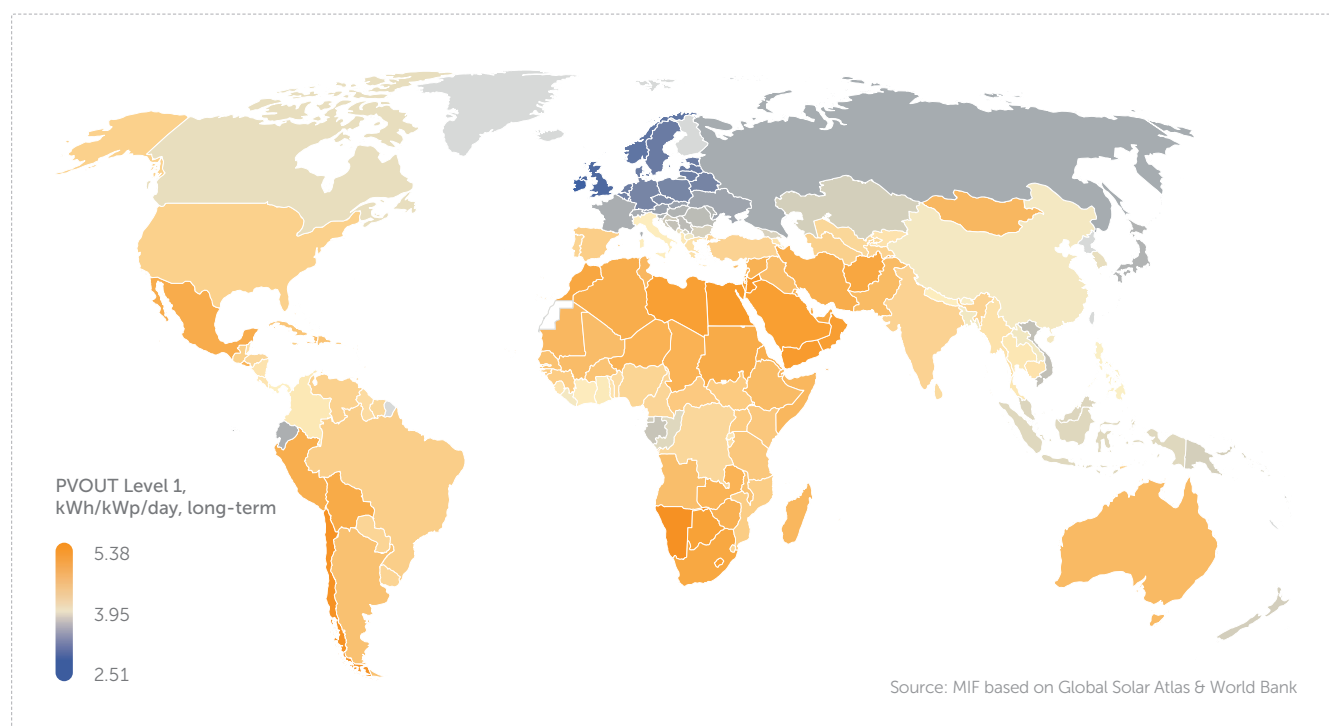 PVOUT Level 1,
kWh/kWp/day, long-term
5.38
3.95
2.51
Source: MIF based on Global Solar Atlas & World Bank